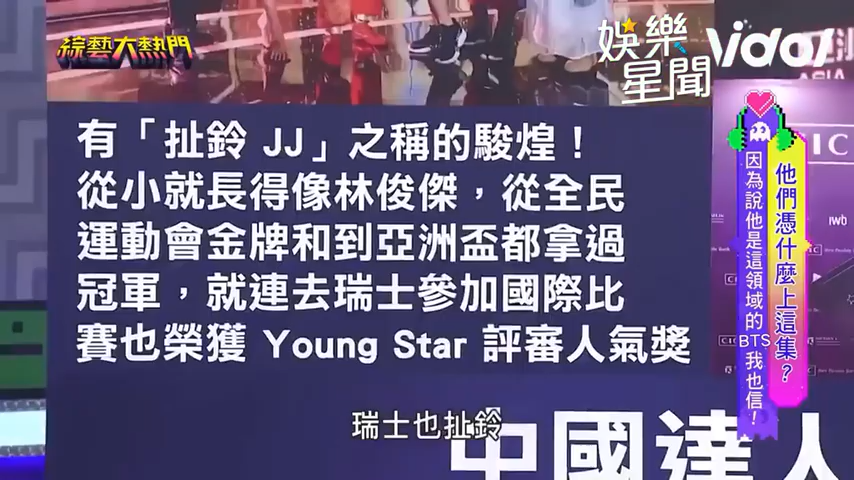 綜藝大熱門
娛樂星聞
Vidol
ASIA
有「扯鈴 JJ」之稱的駿煌！
從小就長得像林俊傑，從全民
運動會金牌和到亞洲盃都拿過
冠軍，就連去瑞士參加國際比
賽也榮獲 Young Star 評審人氣獎
瑞士也扯鈴
中國達人
他們憑什麼上這集？
因為說他是這領域的BTS我也信！
iwb